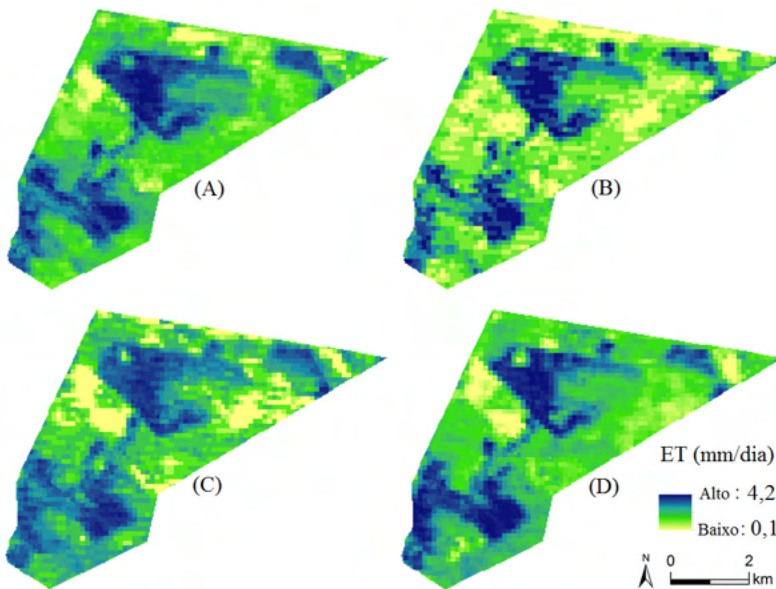 (A)
(B)
(C)
(D)
ET (mm/dia)
Alto : 4,2
Baixo: 0,1
N
0 2
km